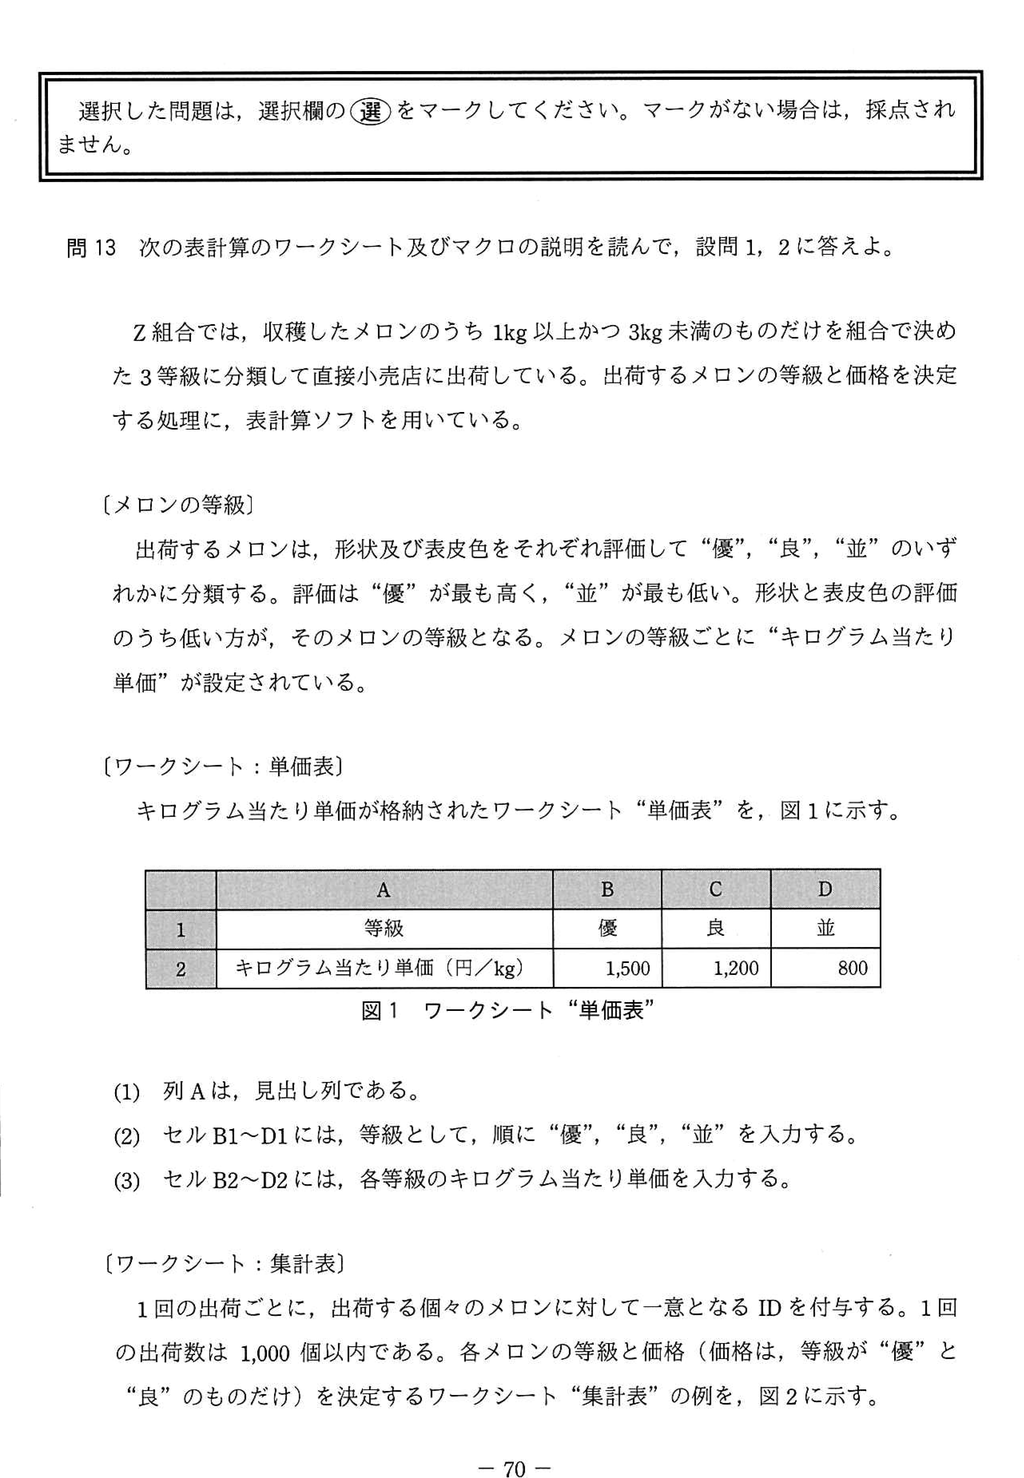 選択した問題は，選択欄の選をマークしてください。マークがない場合は，採点され
ません。
問13 次の表計算のワークシート及びマクロの説明を読んで，設問1，2に答えよ。
Z組合では，収穫したメロンのうち 1kg 以上かつ 3kg 未満のものだけを組合で決め
た3等級に分類して直接小売店に出荷している。出荷するメロンの等級と価格を決定
する処理に，表計算ソフトを用いている。
〔メロンの等級〕
出荷するメロンは，形状及び表皮色をそれぞれ評価して“優”，“良”，“並”のいず
れかに分類する。評価は“優”が最も高く，“並”が最も低い。形状と表皮色の評価
のうち低い方が，そのメロンの等級となる。メロンの等級ごとに“キログラム当たり
単価”が設定されている。
〔ワークシート：単価表〕
キログラム当たり単価が格納されたワークシート“単価表”を，図1に示す。
A B C D
1 等級 優 良 並
2 キログラム当たり単価（円／kg） 1,500 1,200 800
図1 ワークシート“単価表”
(1) 列Aは，見出し列である。
(2) セルB1～D1には，等級として，順に“優”，“良”，“並”を入力する。
(3) セルB2～D2には，各等級のキログラム当たり単価を入力する。
〔ワークシート：集計表〕
1回の出荷ごとに，出荷する個々のメロンに対して一意となるIDを付与する。1回
の出荷数は 1,000 個以内である。各メロンの等級と価格（価格は，等級が“優”と
“良”のものだけ）を決定するワークシート“集計表”の例を，図2に示す。
－ 70 －